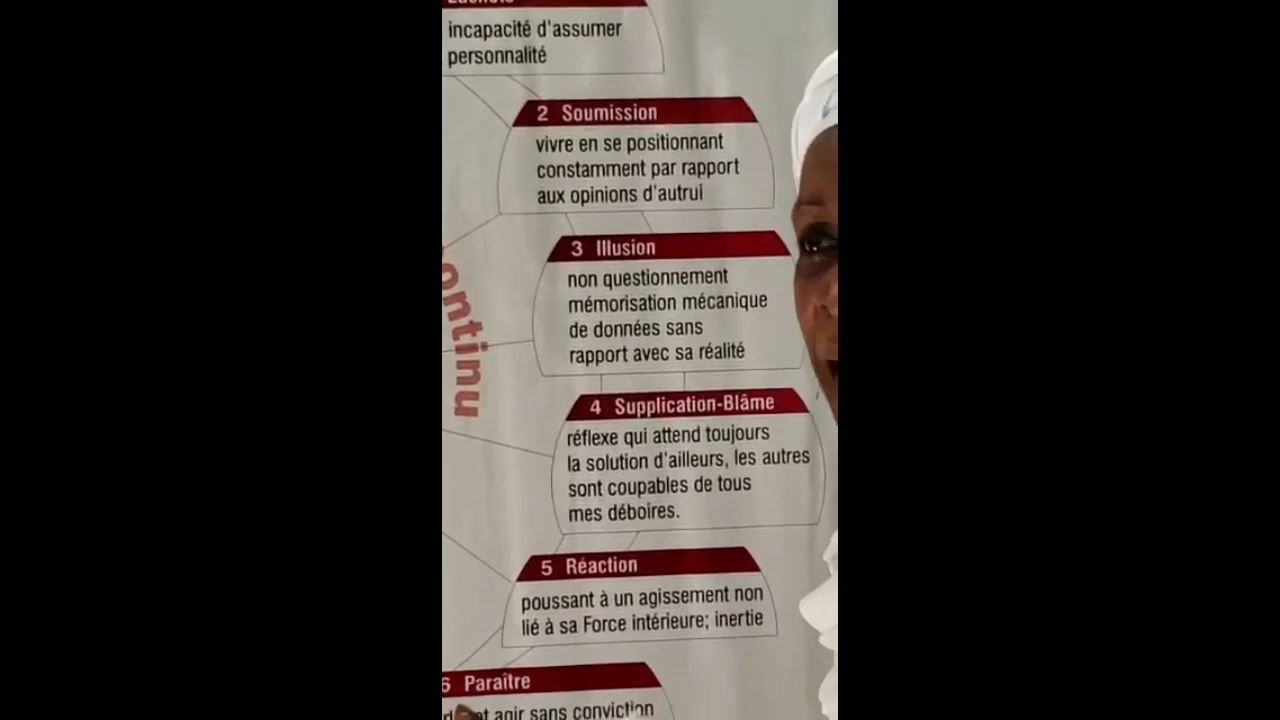 incapacité d'assumer
personnalité
2 Soumission
vivre en se positionnant
constamment par rapport
aux opinions d'autrui
3 Illusion
non questionnement
mémorisation mécanique
de données sans
rapport avec sa réalité
4 Supplication-Blâme
réflexe qui attend toujours
la solution d'ailleurs, les autres
sont coupables de tous
mes déboires.
5 Réaction
poussant à un agissement non
lié à sa Force intérieure; inertie
6 Paraître
agir sans conviction
ontinu